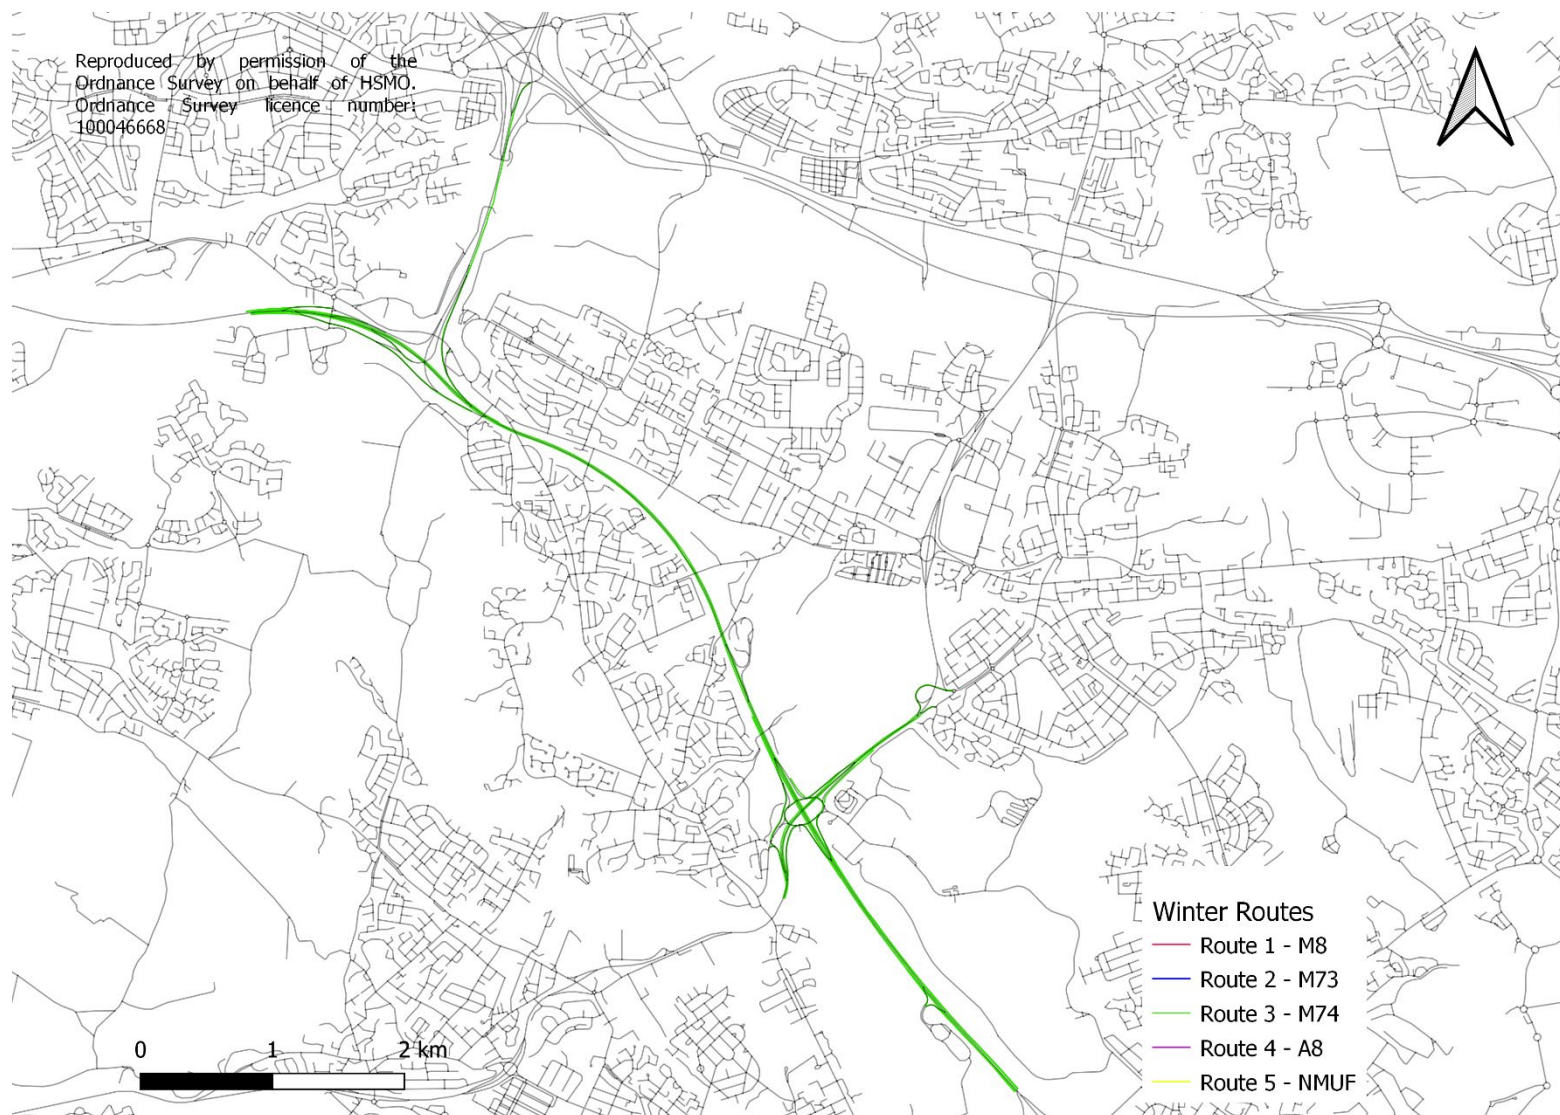 Reproduced by permission of the
Ordnance Survey on behalf of HSMO.
Ordnance Survey licence number:
100046668
Winter Routes
Route 1 - M8
Route 2 - M73
Route 3 - M74
Route 4 - A8
Route 5 - NMUF
0 1 2 km